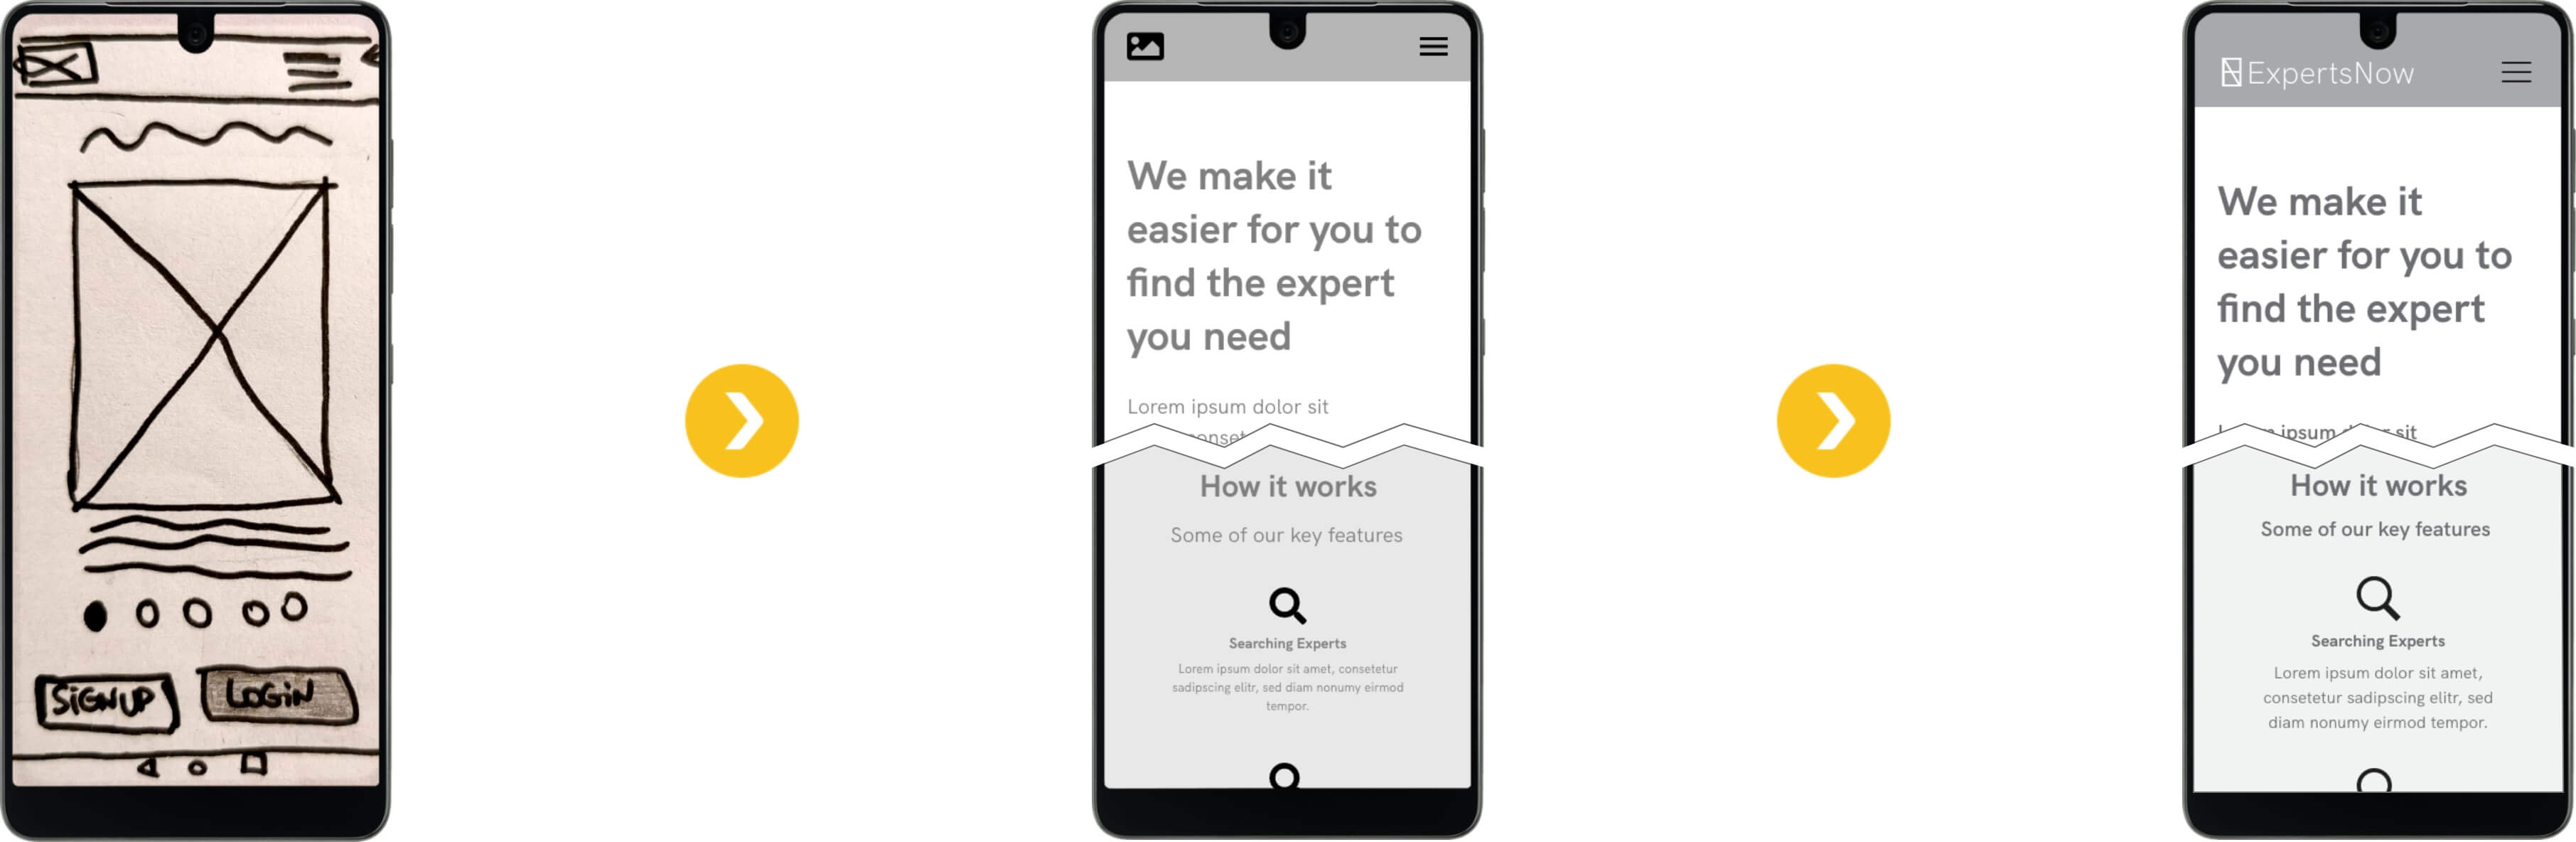 SIGNUP
LOGIN
We make it
easier for you to
find the expert
you need
Lorem ipsum dolor sit
How it works
Some of our key features
Searching Experts
Lorem ipsum dolor sit amet, consetetur
sadipscing elitr, sed diam nonumy eirmod
tempor.
ExpertsNow
We make it
easier for you to
find the expert
you need
ipsum sit
How it works
Some of our key features
Searching Experts
Lorem ipsum dolor sit amet,
consetetur sadipscing elitr, sed
diam nonumy eirmod tempor.